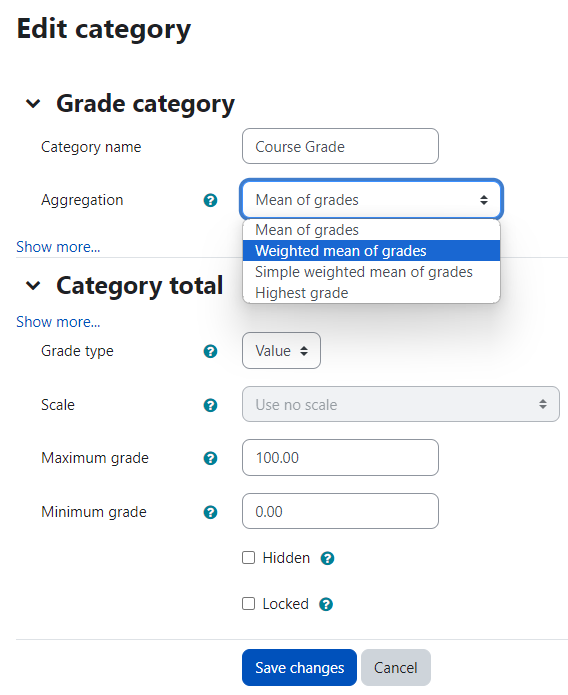 Edit category
Grade category
Category name
Course Grade
Aggregation
Mean of grades
Mean of grades
Weighted mean of grades
Simple weighted mean of grades
Highest grade
Show more...
Category total
Show more...
Grade type
Value
Scale
Use no scale
Maximum grade
100.00
Minimum grade
0.00
Hidden
Locked
Save changes
Cancel